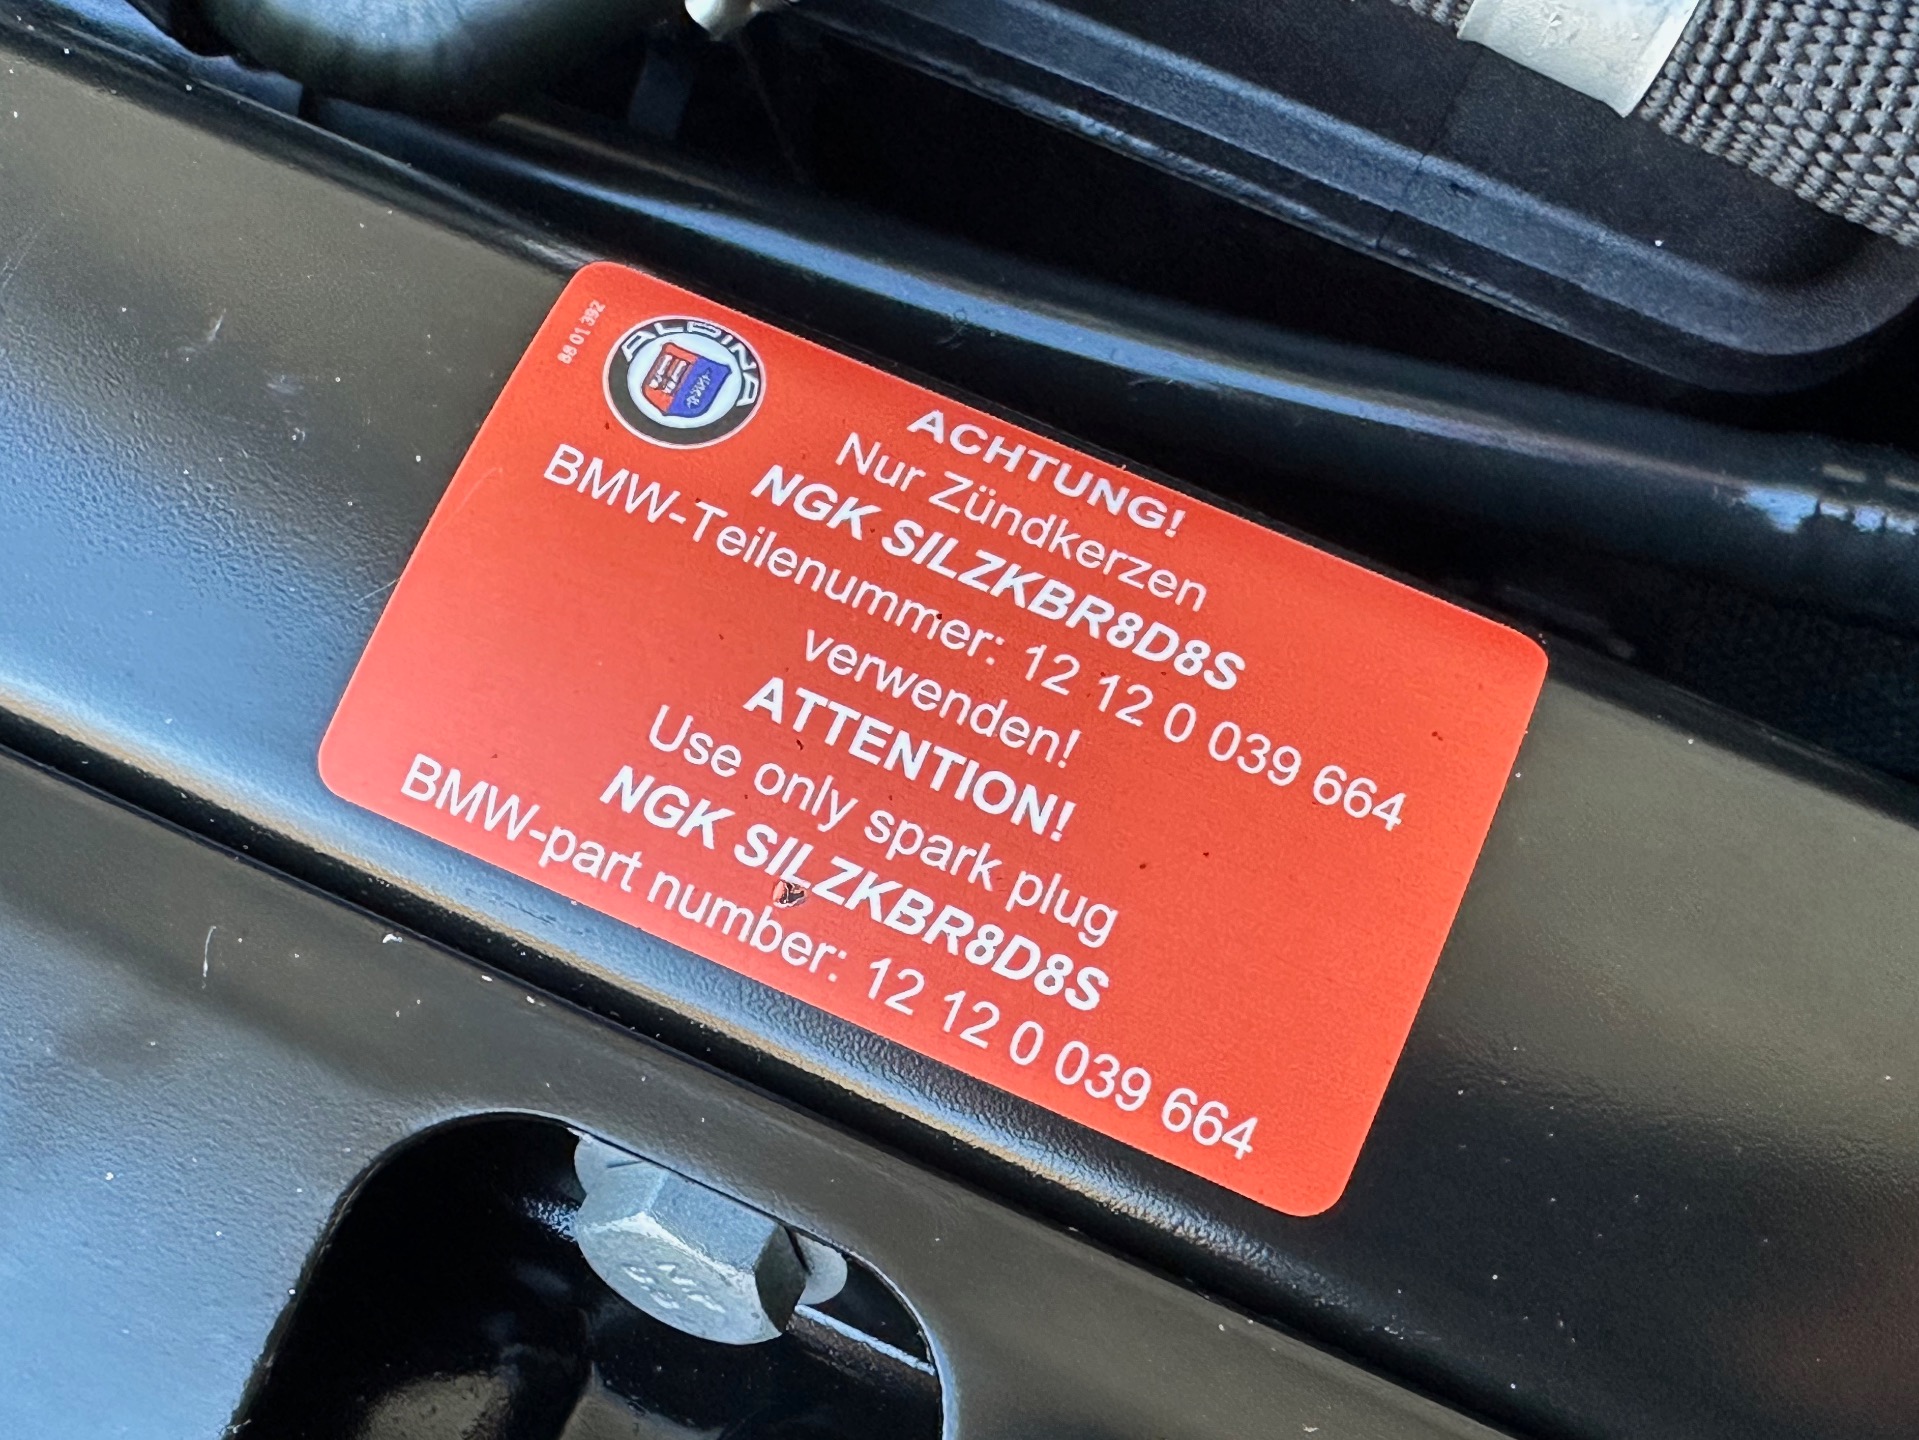 88 01 392
ALPINA
ACHTUNG!
Nur Zündkerzen
NGK SILZKBR8D8S
BMW-Teilenummer: 12 12 0 039 664
verwenden!
ATTENTION!
Use only spark plug
NGK SILZKBR8D8S
BMW-part number: 12 12 0 039 664